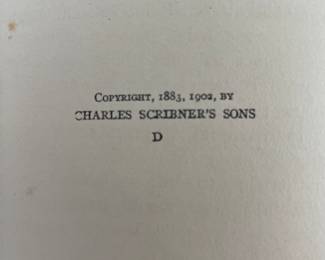 COPYRIGHT, 1883, 1902, BY
CHARLES SCRIBNER'S SONS
D